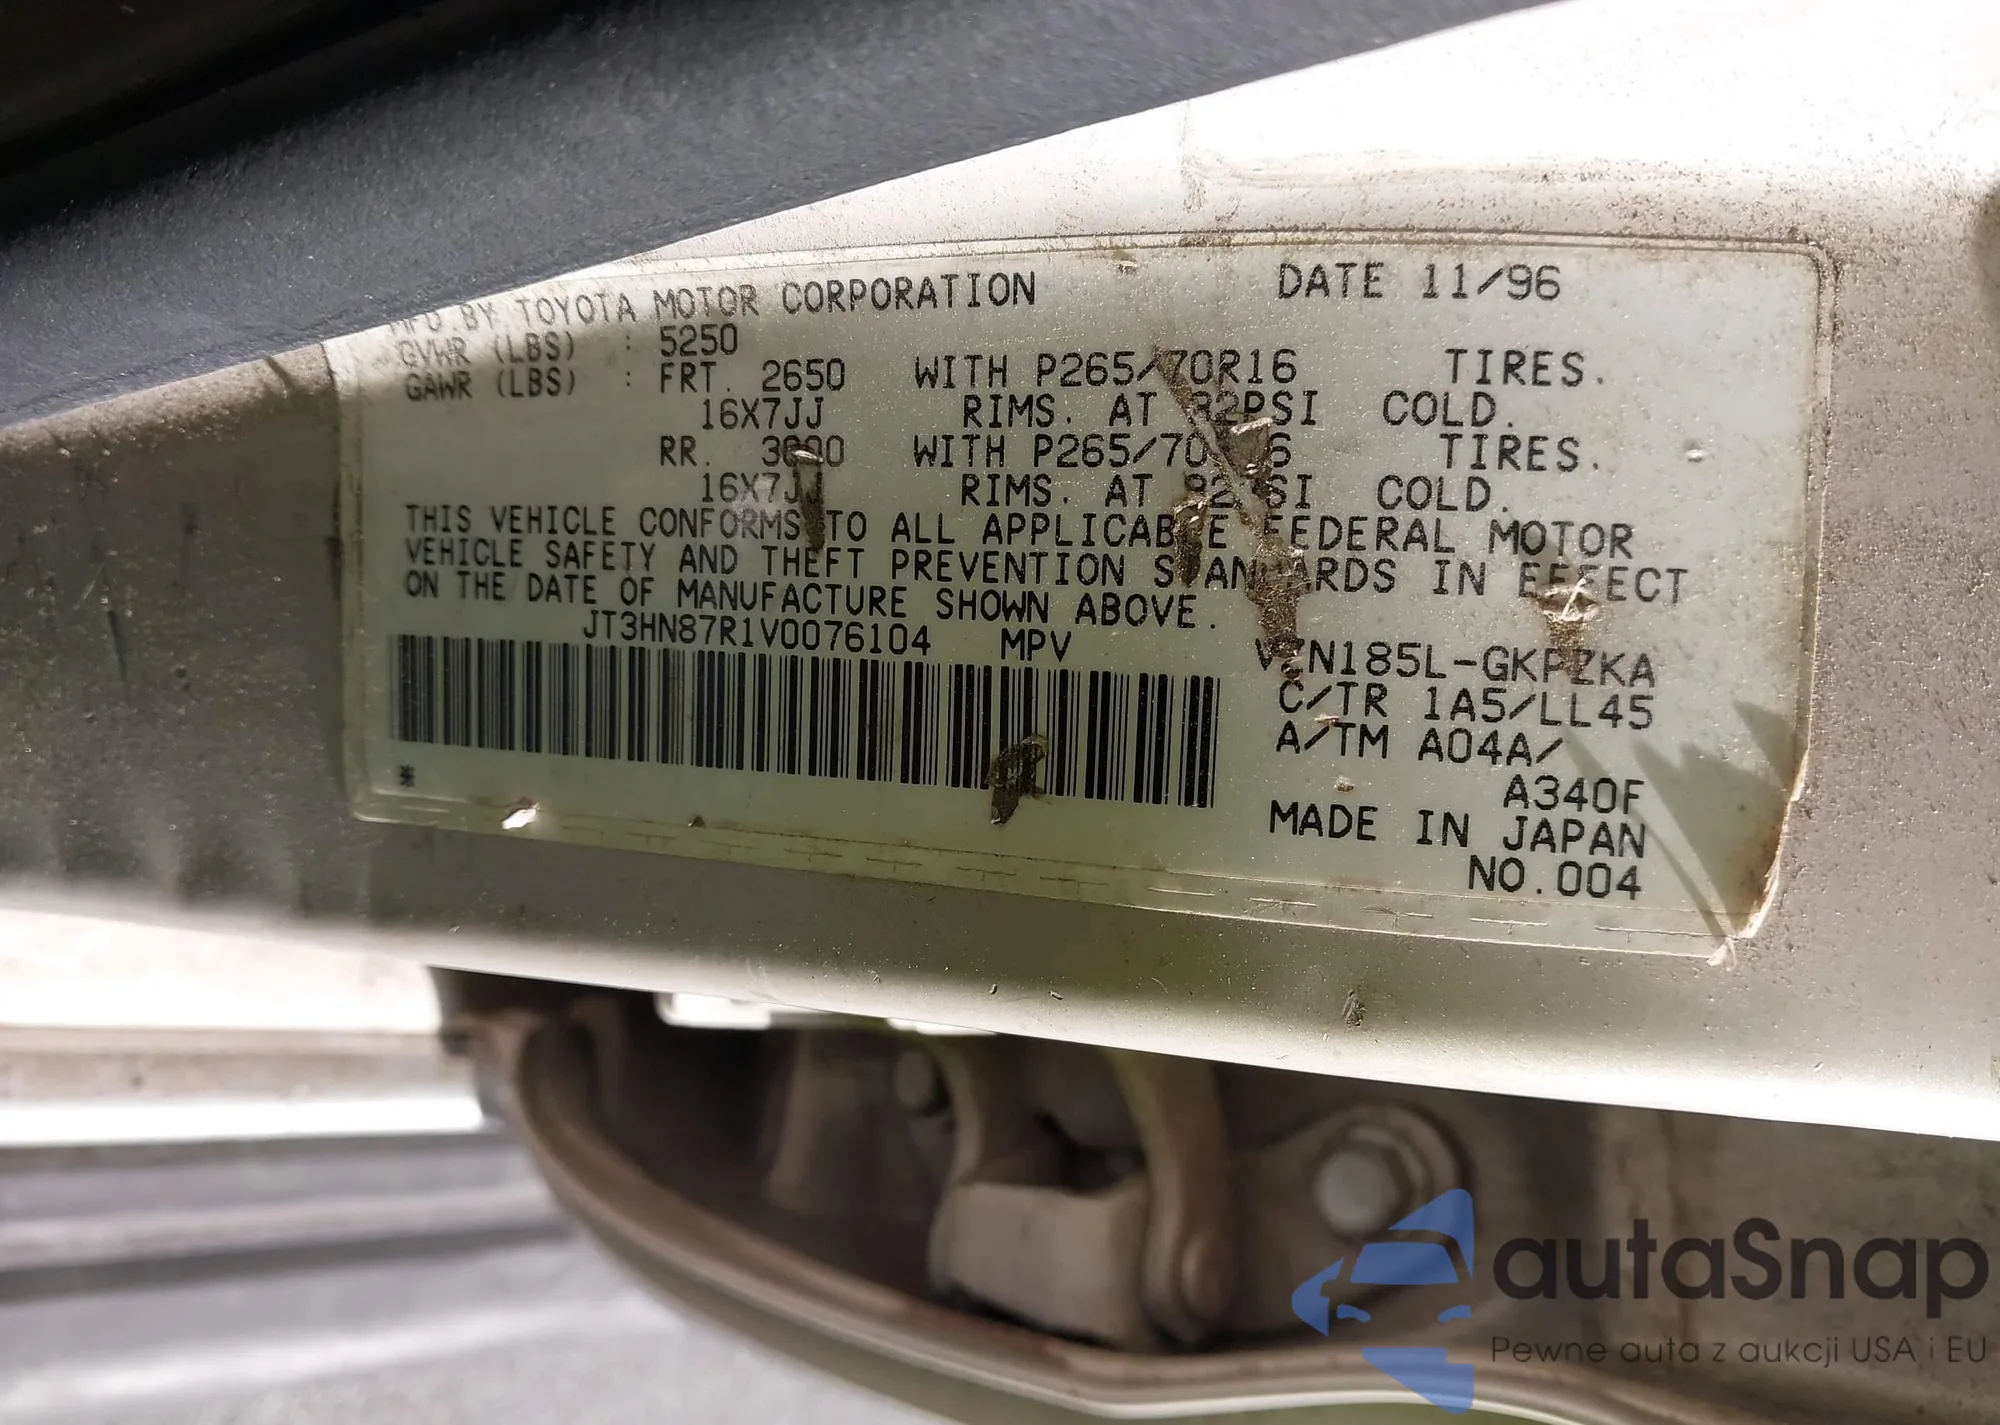 MFD. BY TOYOTA MOTOR CORPORATION DATE 11/96
GVWR (LBS) : 5250
GAWR (LBS) : FRT. 2650 WITH P265/70R16 TIRES.
16X7JJ RIMS. AT 32PSI COLD.
RR. WITH TIRES.
16X7JJ RIMS. AT COLD.
THIS VEHICLE CONFORMS TO ALL APPLICABLE FEDERAL MOTOR
VEHICLE SAFETY AND THEFT PREVENTION STANDARDS IN EFFECT
ON THE DATE OF MANUFACTURE SHOWN ABOVE.
JT3HN87R1V0076104 MPV VZN185L-GKPZKA
C/TR 1A5/LL45
A/TM A04A/
A340F
MADE IN JAPAN
NO.004
*
autaSnap
Pewne auta z aukcji USA i EU